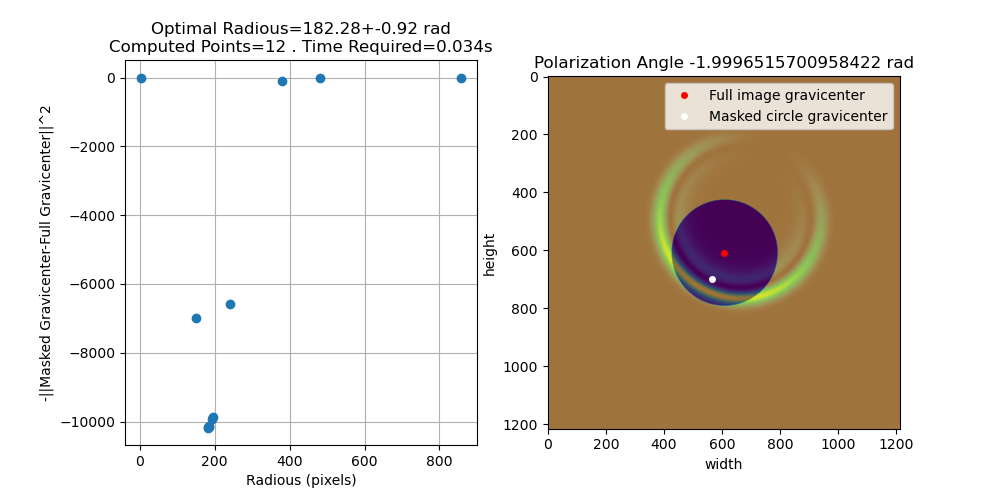 Optimal Radious=182.28+-0.92 rad
Computed Points=12 . Time Required=0.034s
0
−2000
−4000
−6000
−8000
−10000
-||Masked Gravicenter-Full Gravicenter||^2
0
200
400
600
800
Radious (pixels)
Polarization Angle -1.9996515700958422 rad
Full image gravicenter
Masked circle gravicenter
0
200
400
600
800
1000
1200
height
0
200
400
600
800
1000
1200
width